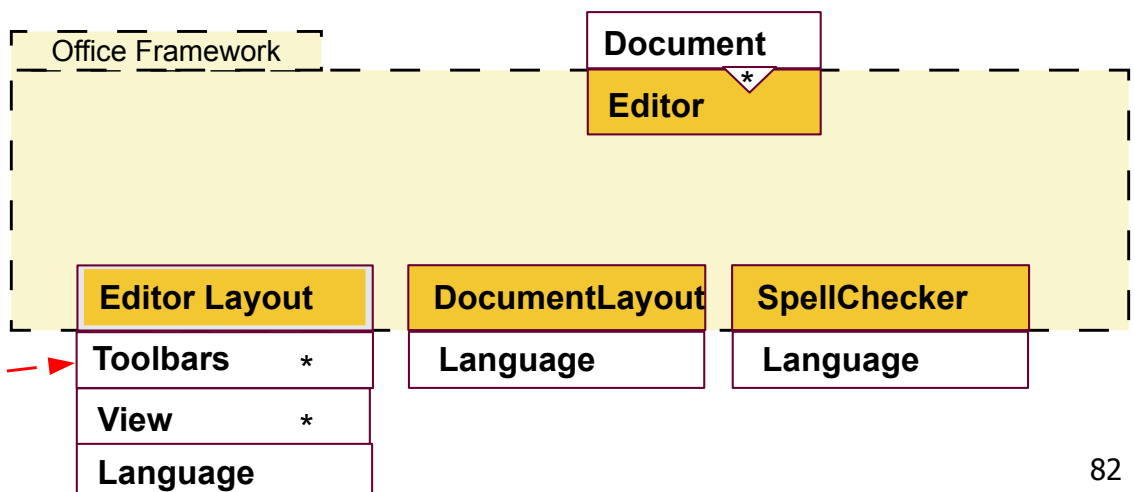 Office Framework
Document
*
Editor
Editor Layout
DocumentLayout
SpellChecker
Toolbars *
Language
Language
View *
Language
82